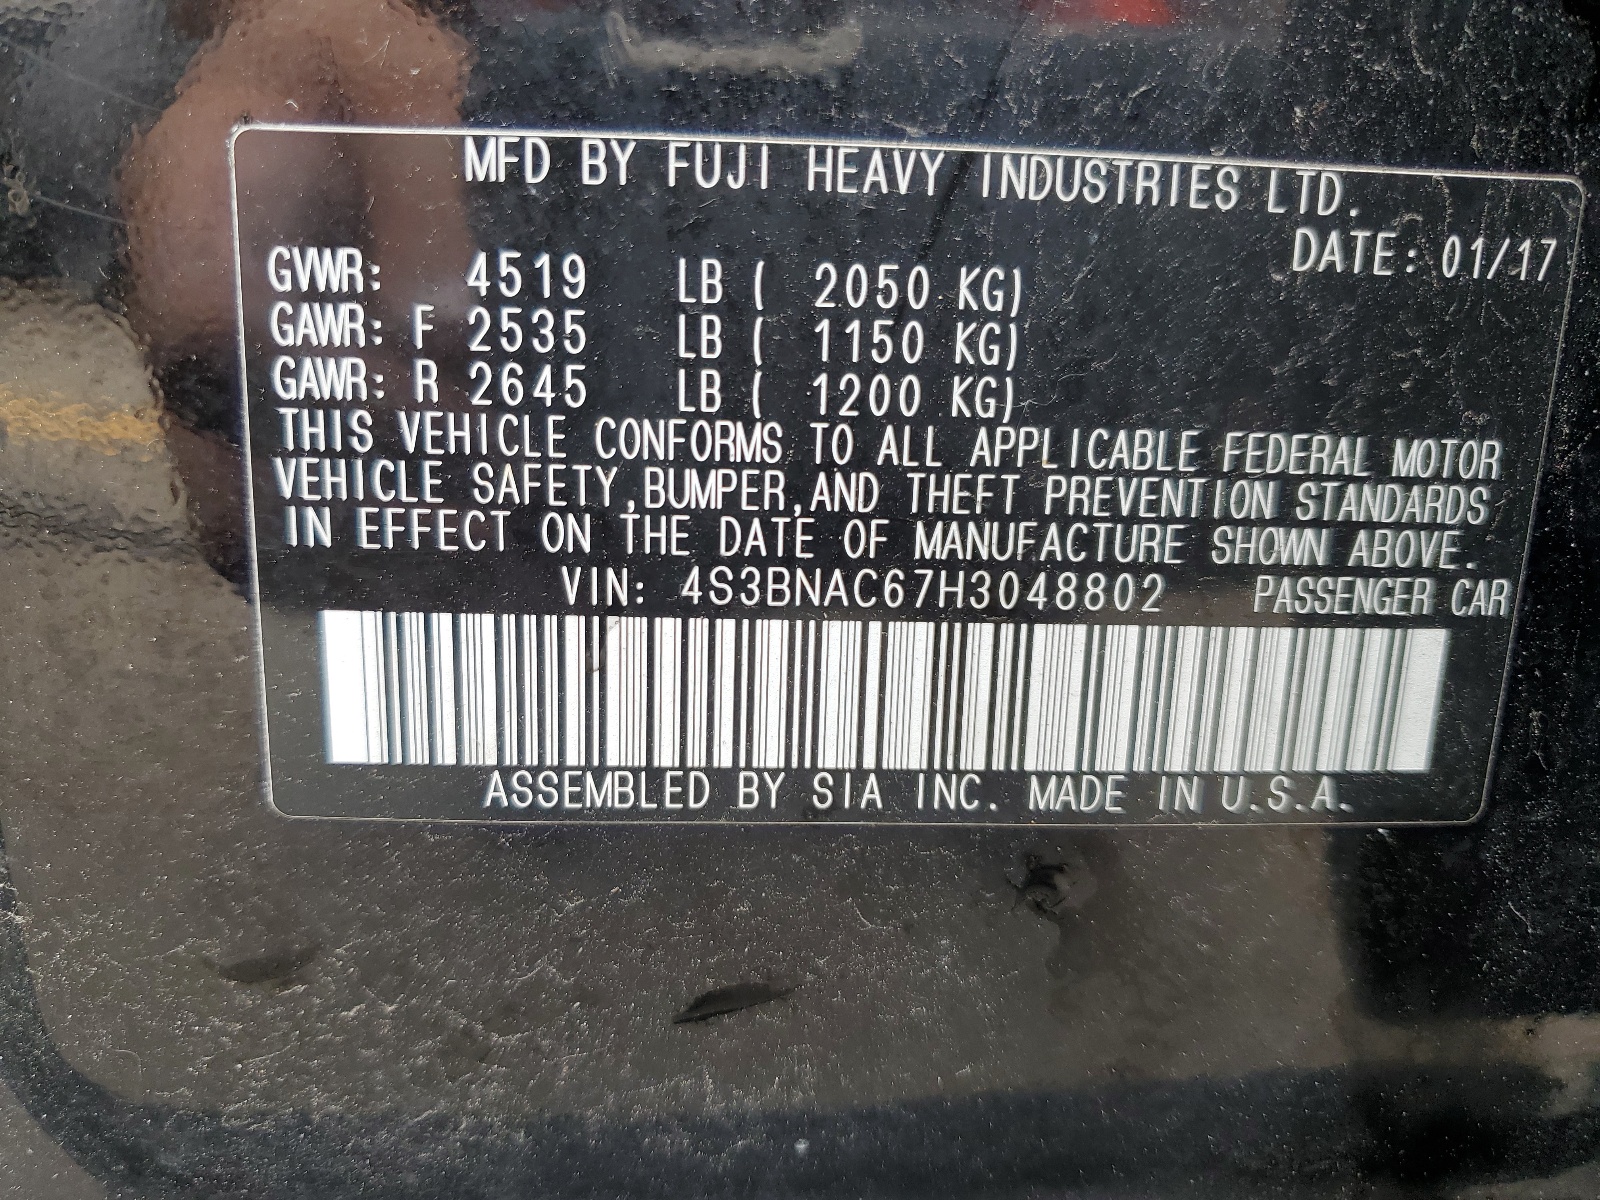 MFD BY FUJI HEAVY INDUSTRIES LTD.
DATE: 01/17
GVWR: 4519 LB ( 2050 KG)
GAWR: F 2535 LB ( 1150 KG)
GAWR: R 2645 LB ( 1200 KG)
THIS VEHICLE CONFORMS TO ALL APPLICABLE FEDERAL MOTOR
VEHICLE SAFETY,BUMPER,AND THEFT PREVENTION STANDARDS
IN EFFECT ON THE DATE OF MANUFACTURE SHOWN ABOVE.
VIN: 4S3BNAC67H3048802 PASSENGER CAR
ASSEMBLED BY SIA INC. MADE IN U.S.A.